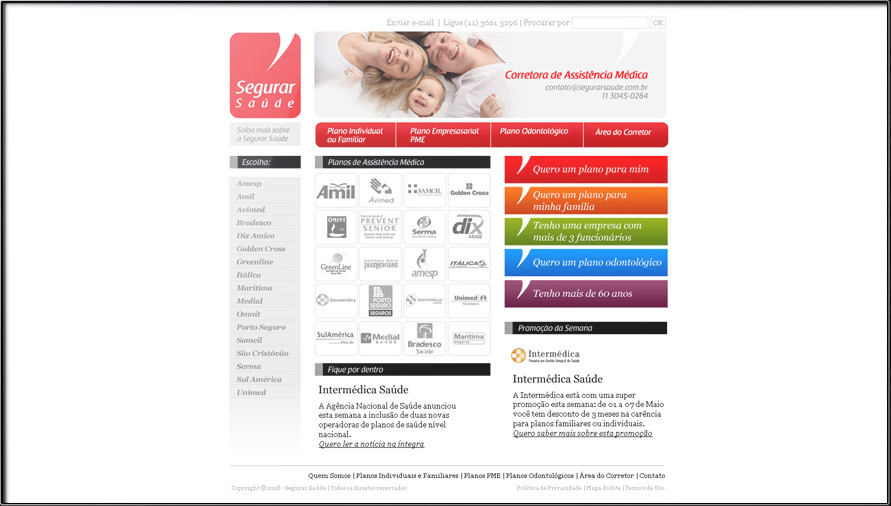 Enviar e-mail | Ligue (11) 3661 3296 | Procurar por OK
Segurar
Saúde
Corretora de Assistência Médica
contato@segurarsaude.com.br
11 3045-0264
Saiba mais sobre
a Segurar Saúde
Plano Individual
ou Familiar
Plano Empresasarial
PME
Plano Odontológico
Área do Corretor
Escolha:
Amesp
Amil
Avimed
Bradesco
Dix Amico
Golden Cross
Greenline
Itálica
Marítima
Medial
Omnit
Porto Seguro
Samcil
São Cristóvão
Serma
Sul América
Unimed
Planos de Assistência Médica
Amil
Avimed
SAMCIL
Golden Cross
OMINT
PREVENT
SENIOR
Serma
dix
SAÚDE
GreenLine
TRASMONTANO
amesp
ITÁLICA
Intermédica
PORTO
SEGURO
SEGUROS
Unimed
SulAmérica
Medial
SAÚDE
Bradesco
Saúde
Marítima
seguros
Quero um plano para mim
Quero um plano para
minha família
Tenho uma empresa com
mais de 3 funcionários
Quero um plano odontológico
Tenho mais de 60 anos
Fique por dentro
Intermédica Saúde
A Agência Nacional de Saúde anunciou
esta semana a inclusão de duas novas
operadoras de planos de saúde nível
nacional.
Quero ler a notícia na íntegra
Promoção da Semana
Intermédica
Intermédica Saúde
A Intermédica está com uma super
promoção esta semana: de 01 a 07 de Maio
você tem desconto de 3 meses na carência
para planos familiares ou individuais.
Quero saber mais sobre esta promoção
Quem Somos | Planos Individuais e Familiares | Planos PME | Planos Odontológicos | Área do Corretor | Contato
Copyright ©2008 - Segurar Saúde | Todos os direitos reservados
Política de Privacidade | Mapa do Site | Termos de Uso